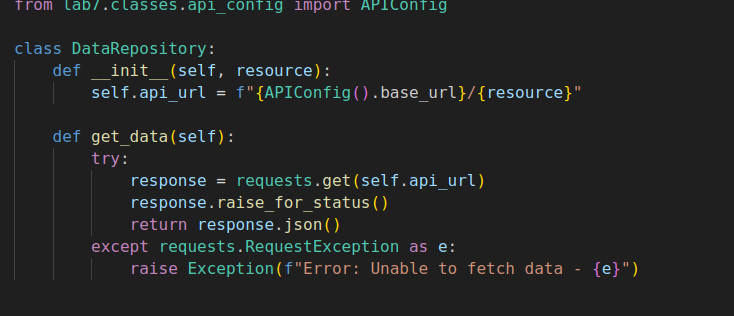 from lab7.classes.api_config import APIConfig
class DataRepository:
def __init__(self, resource):
self.api_url = f"{APIConfig().base_url}/{resource}"
def get_data(self):
try:
response = requests.get(self.api_url)
response.raise_for_status()
return response.json()
except requests.RequestException as e:
raise Exception(f"Error: Unable to fetch data - {e}")